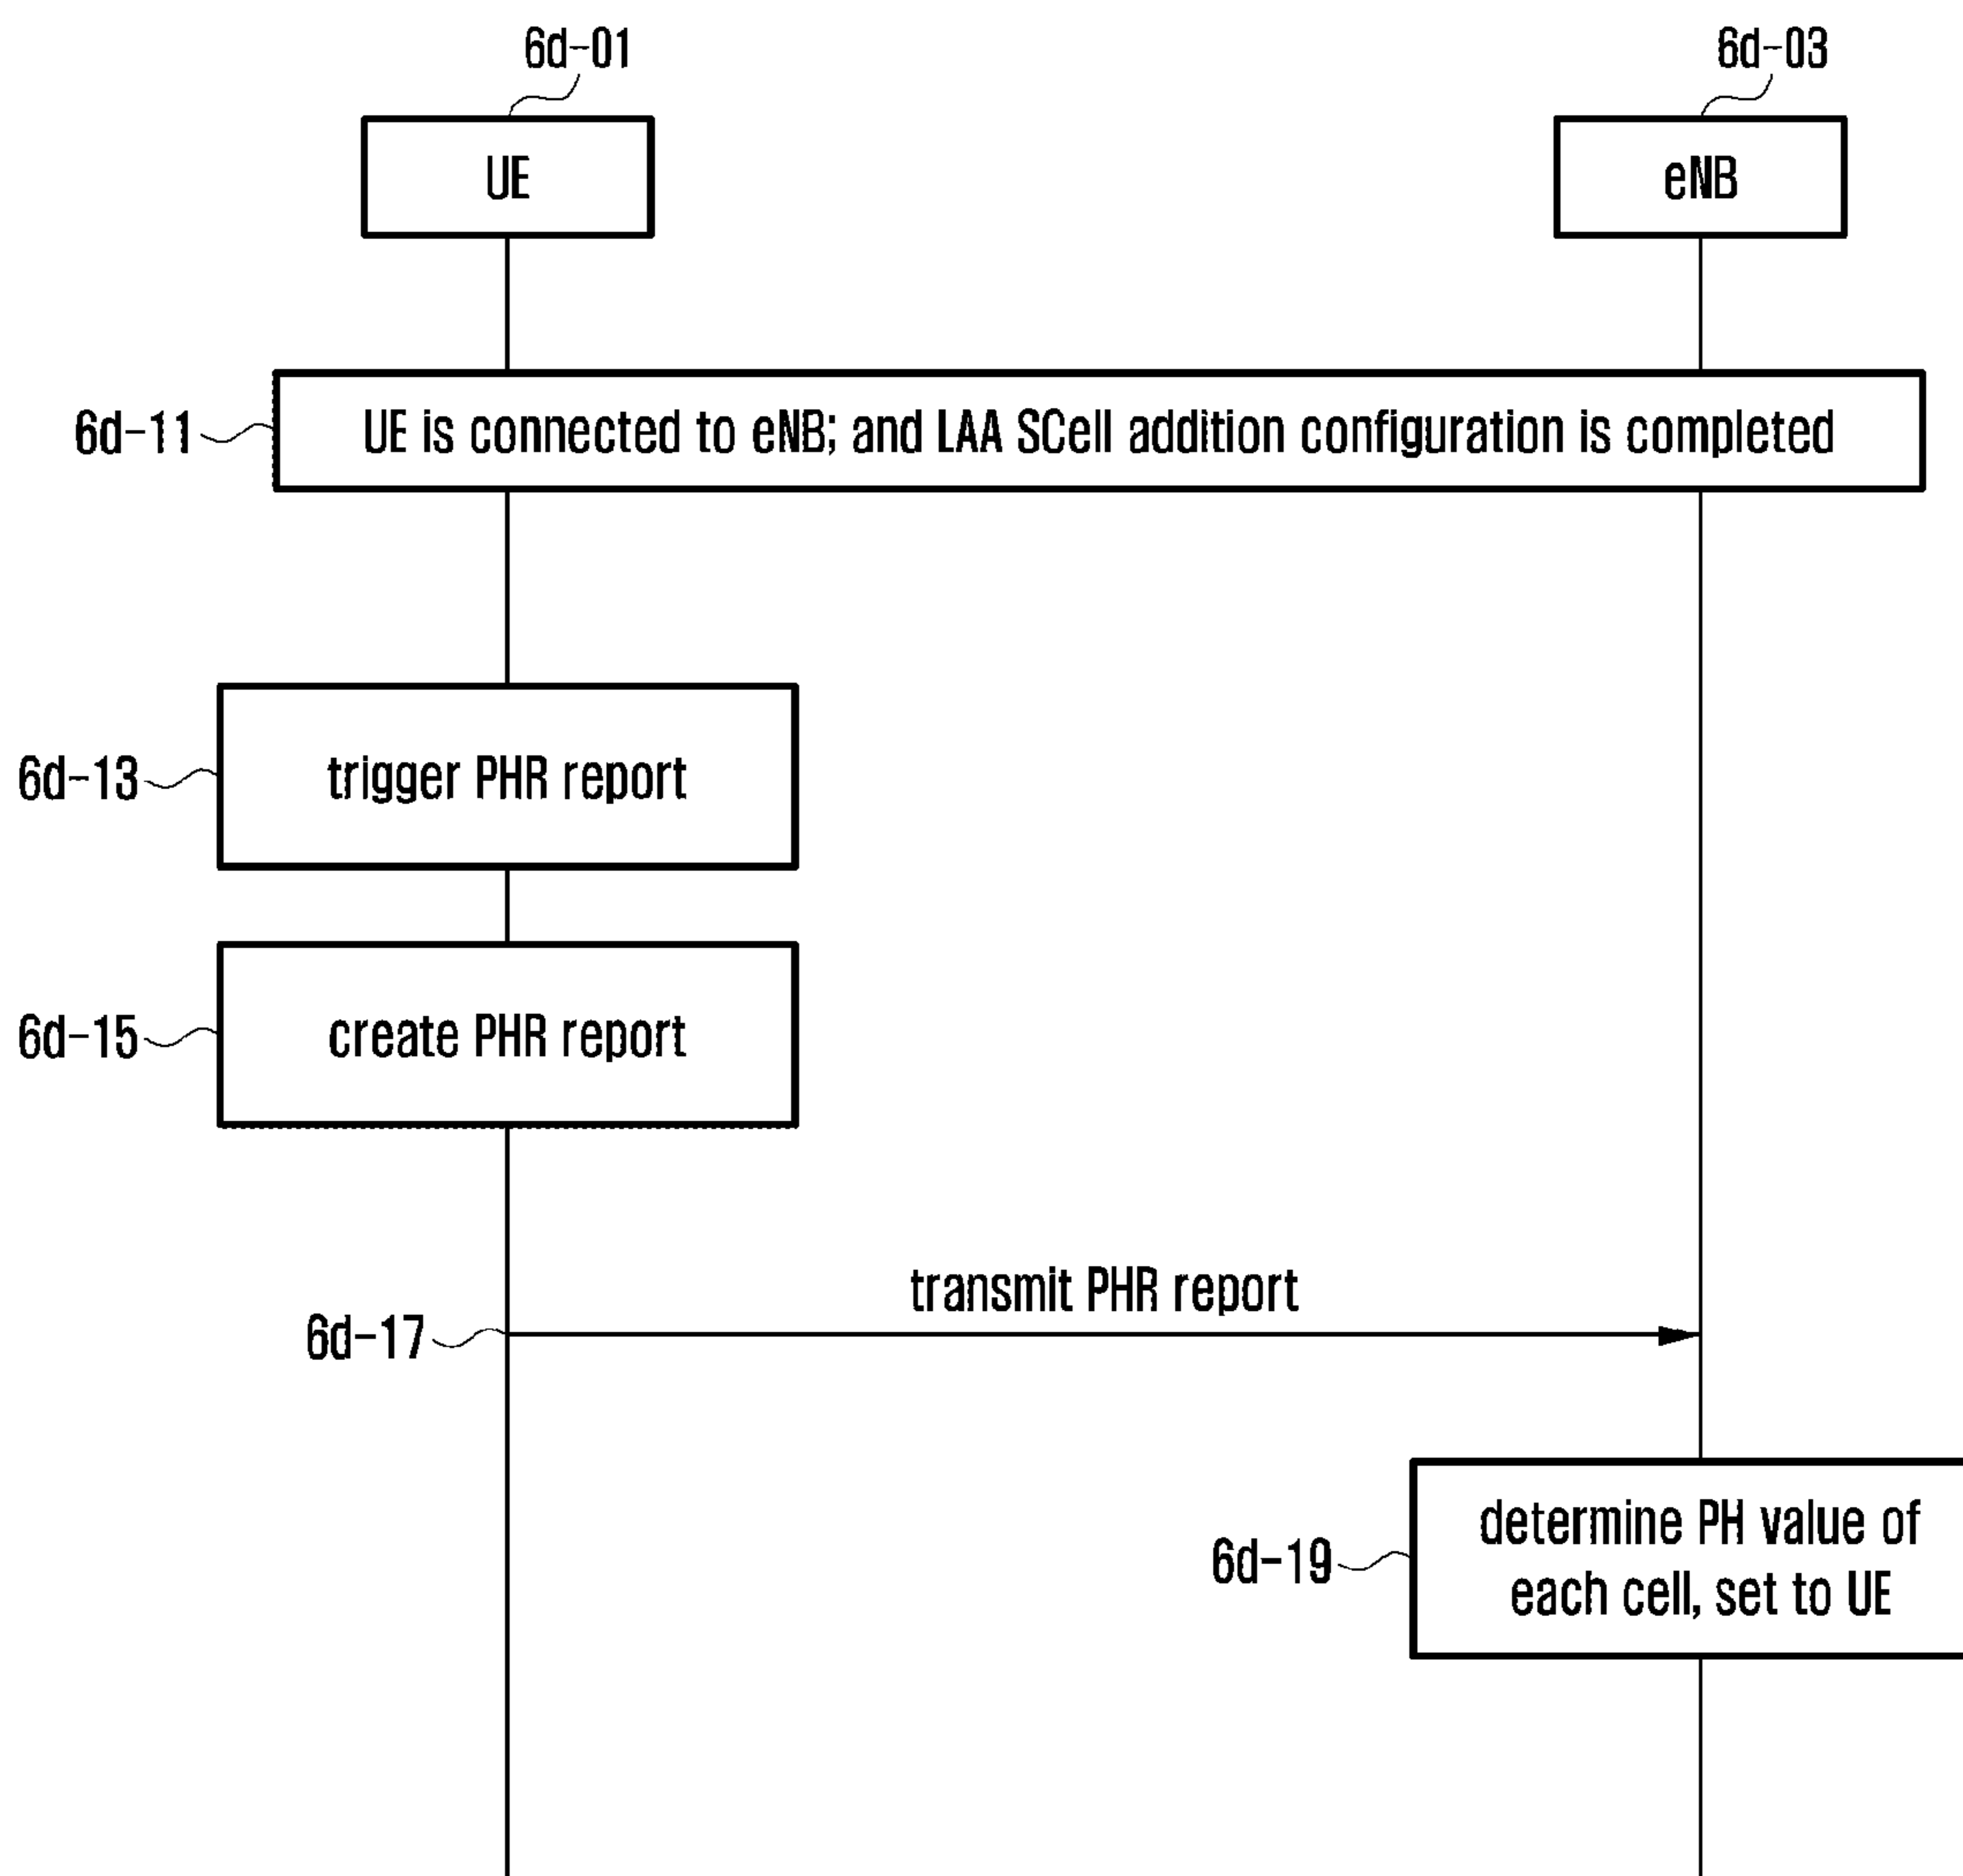 6d-01
6d-03
UE
eNB
6d-11
UE is connected to eNB; and LAA SCell addition configuration is completed
6d-13
trigger PHR report
6d-15
create PHR report
transmit PHR report
6d-17
determine PH value of
each cell, set to UE
6d-19